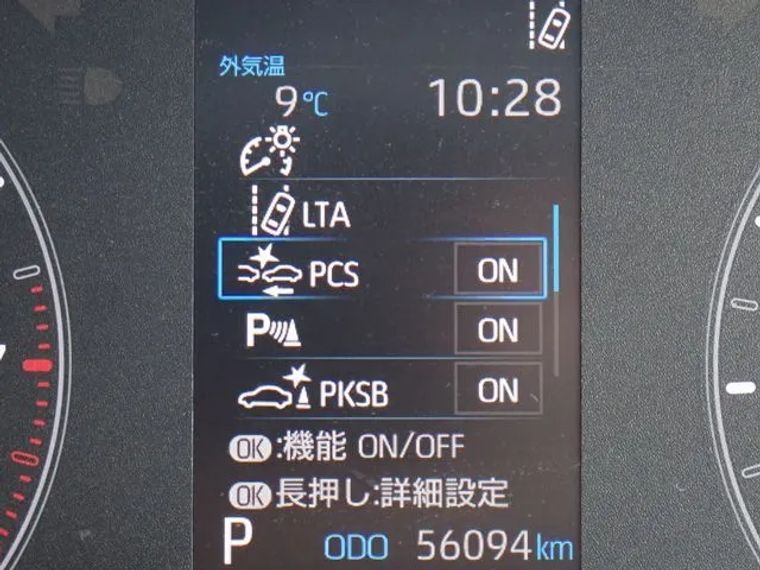 外気温
9℃ 10:28
LTA
PCS ON
P ON
PKSB ON
OK:機能 ON/OFF
OK長押し:詳細設定
P ODO 56094km